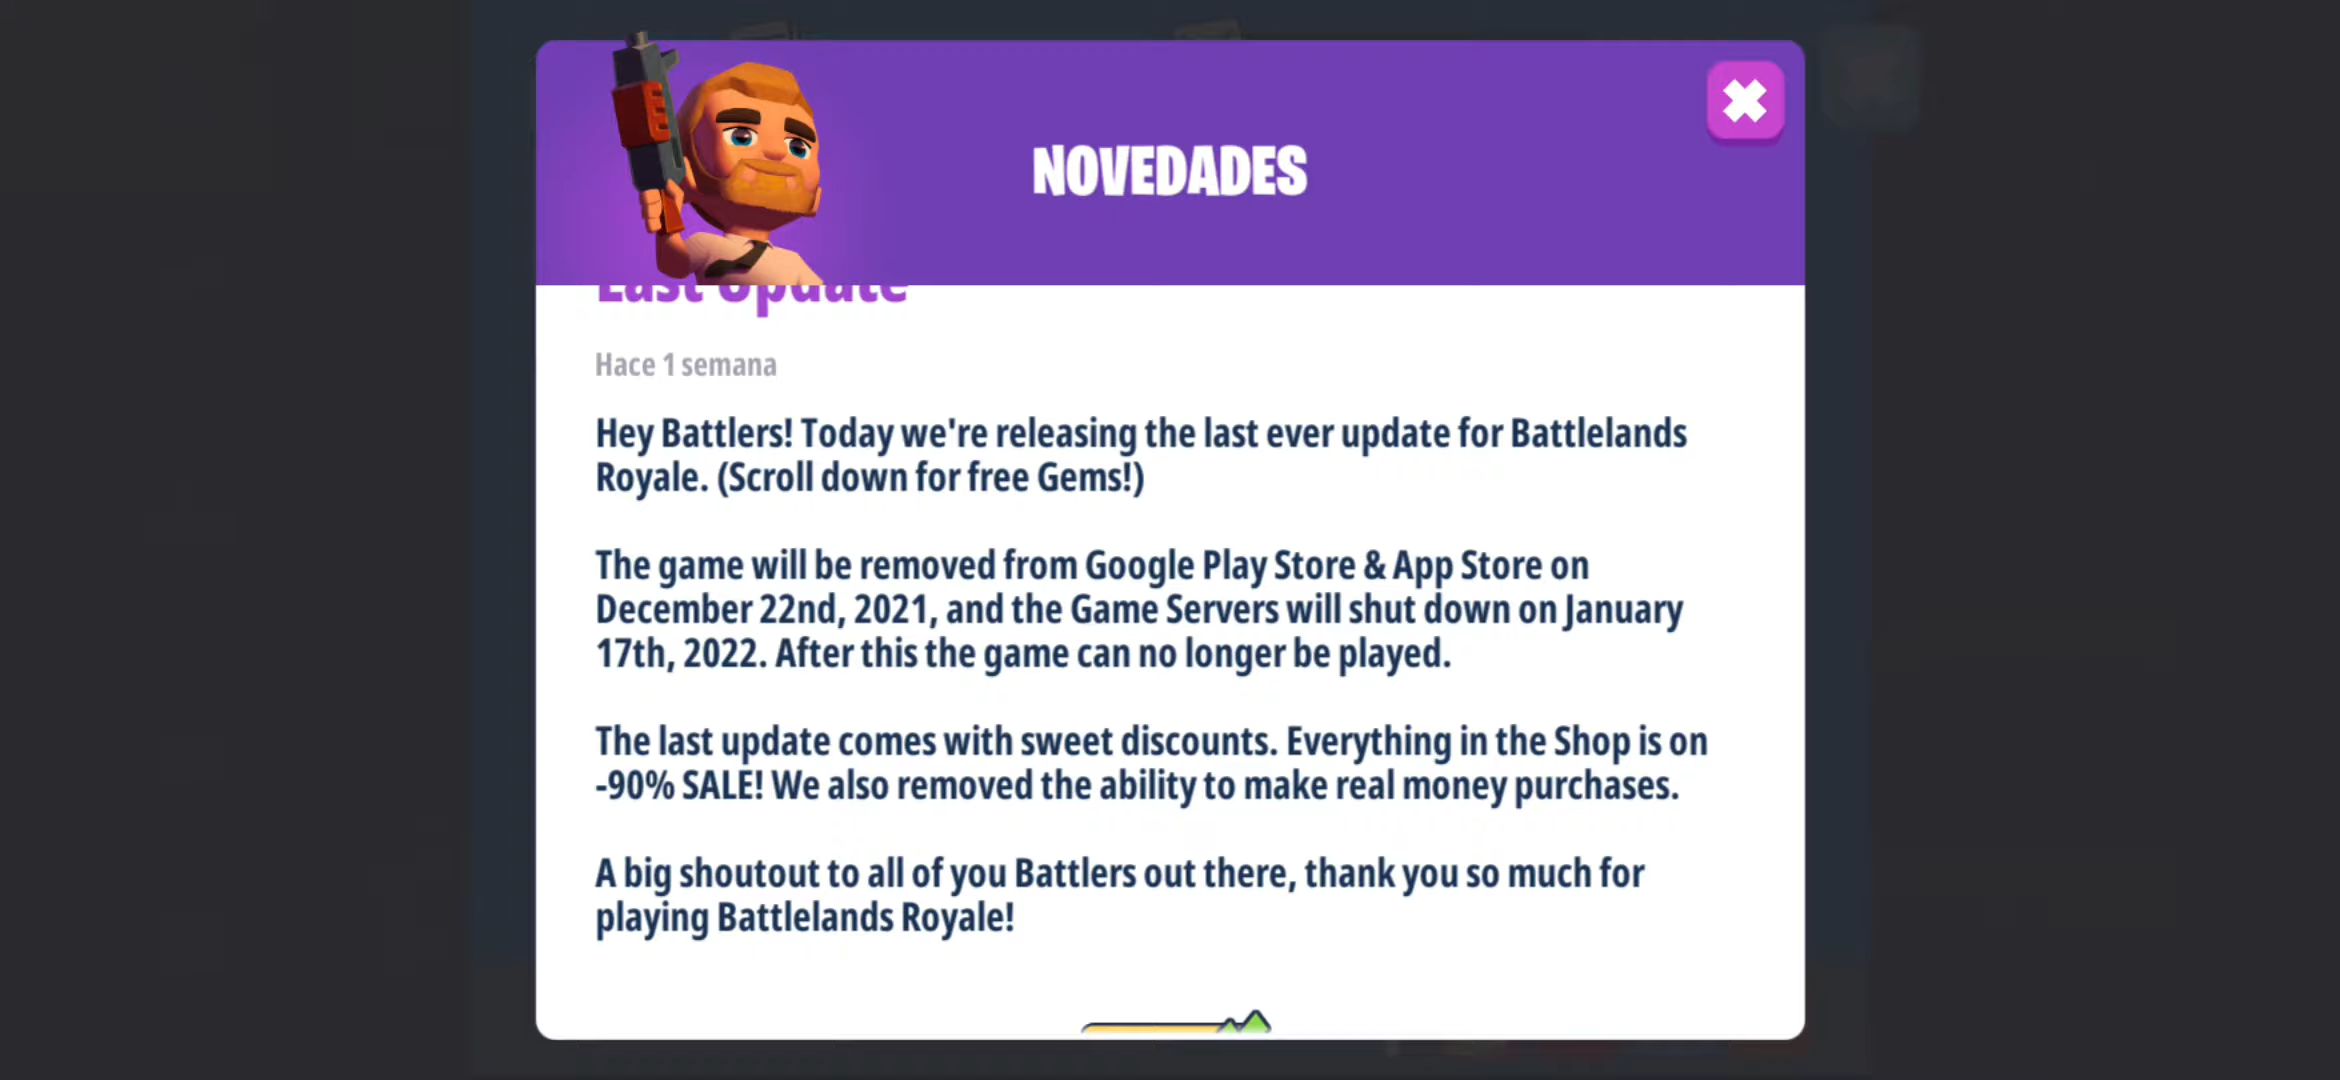 NOVEDADES
Last Update
Hace 1 semana
Hey Battlers! Today we're releasing the last ever update for Battlelands
Royale. (Scroll down for free Gems!)
The game will be removed from Google Play Store & App Store on
December 22nd, 2021, and the Game Servers will shut down on January
17th, 2022. After this the game can no longer be played.
The last update comes with sweet discounts. Everything in the Shop is on
-90% SALE! We also removed the ability to make real money purchases.
A big shoutout to all of you Battlers out there, thank you so much for
playing Battlelands Royale!